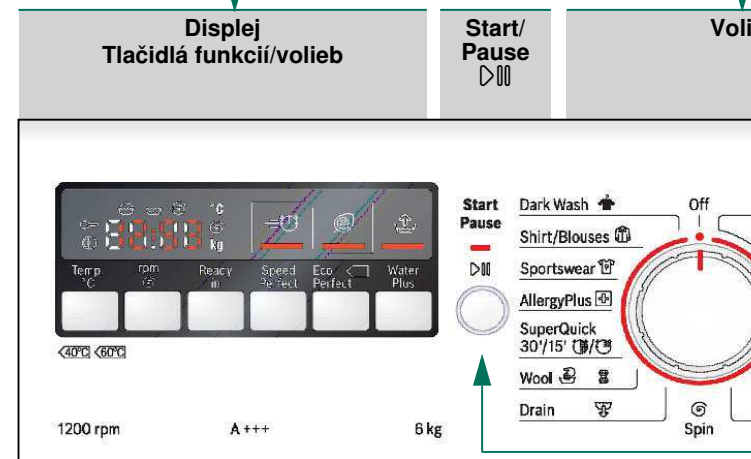 Displej
Tlačidlá funkcií/volieb
Start/
Pause
Voli
°C
kg
Temp
°C
rpm
Ready
in
Speed
Perfect
Eco
Perfect
Water
Plus
40°C 60°C
1200 rpm
A+++
6 kg
Start
Pause
Dark Wash
Shirt/Blouses
Sportswear
AllergyPlus
SuperQuick
30'/15'
Wool
Drain
Off
Spin